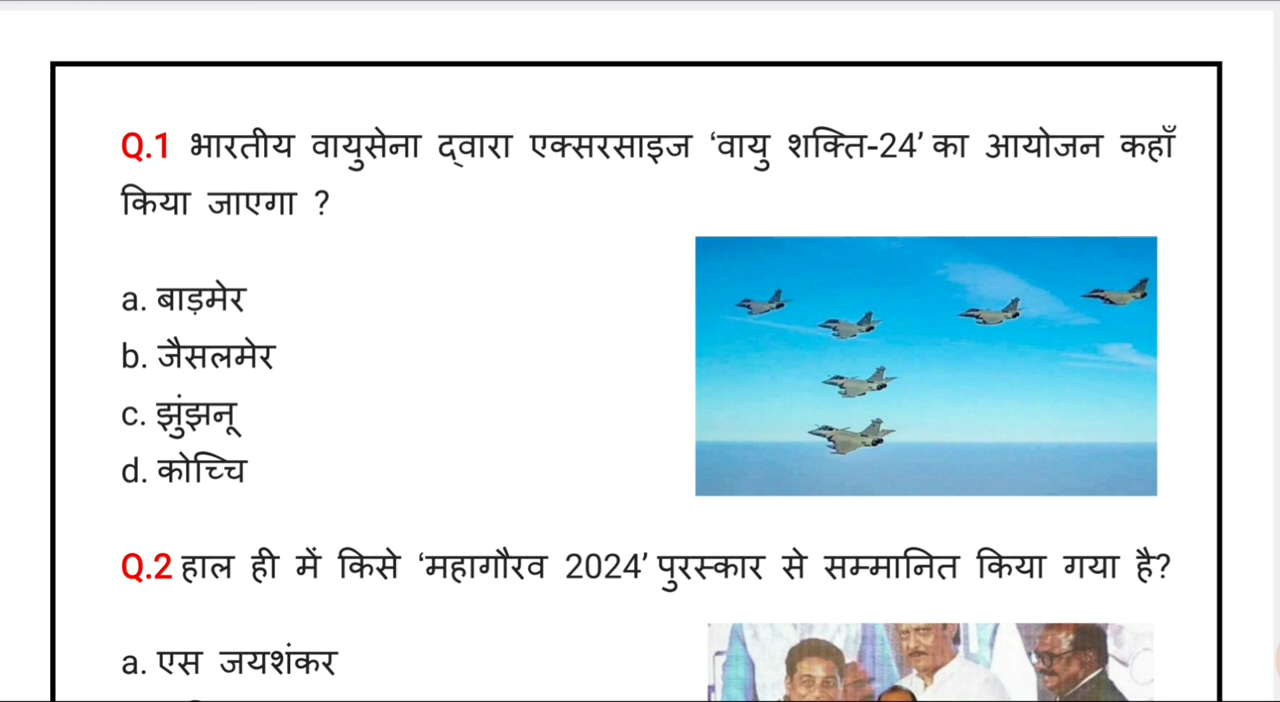 Q.1 भारतीय वायुसेना द्वारा एक्सरसाइज ‘वायु शक्ति-24’ का आयोजन कहाँ
किया जाएगा ?
a. बाड़मेर
b. जैसलमेर
c. झुंझनू
d. कोच्चि
Q.2 हाल ही में किसे ‘महागौरव 2024’ पुरस्कार से सम्मानित किया गया है?
a. एस जयशंकर